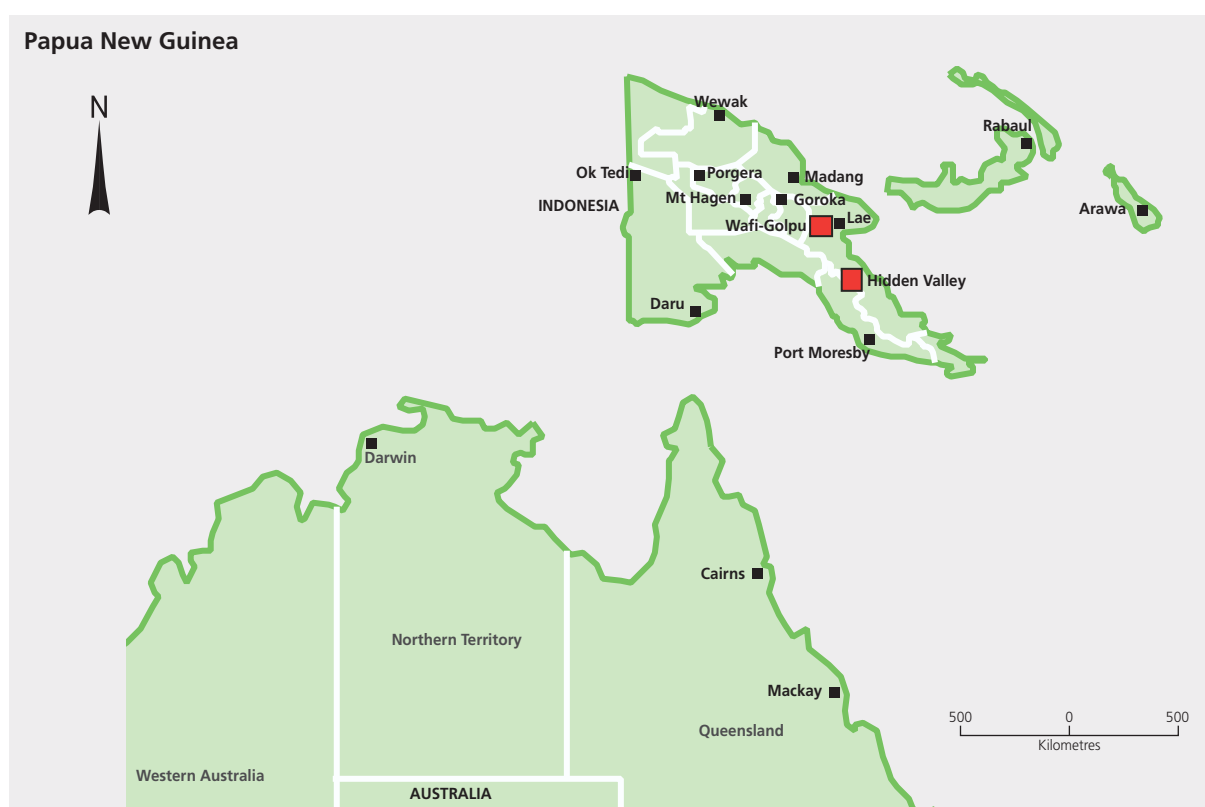 Papua New Guinea
N
Wewak
Rabaul
Ok Tedi
Porgera
Madang
INDONESIA
Mt Hagen
Goroka
Arawa
Wafi-Golpu
Lae
Hidden Valley
Daru
Port Moresby
Darwin
Cairns
Northern Territory
Mackay
500 0 500
Kilometres
Queensland
Western Australia
AUSTRALIA